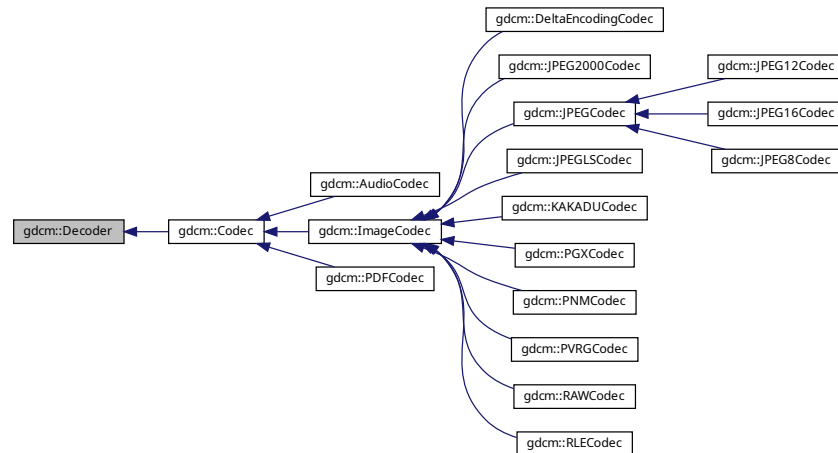 gdcm::DeltaEncodingCodec
gdcm::JPEG2000Codec
gdcm::JPEG12Codec
gdcm::JPEGCodec
gdcm::JPEG16Codec
gdcm::JPEGLSCodec
gdcm::JPEG8Codec
gdcm::AudioCodec
gdcm::KAKADUCodec
gdcm::Decoder
gdcm::Codec
gdcm::ImageCodec
gdcm::PGXCodec
gdcm::PDFCodec
gdcm::PNMCodec
gdcm::PVRGCodec
gdcm::RAWCodec
gdcm::RLECodec